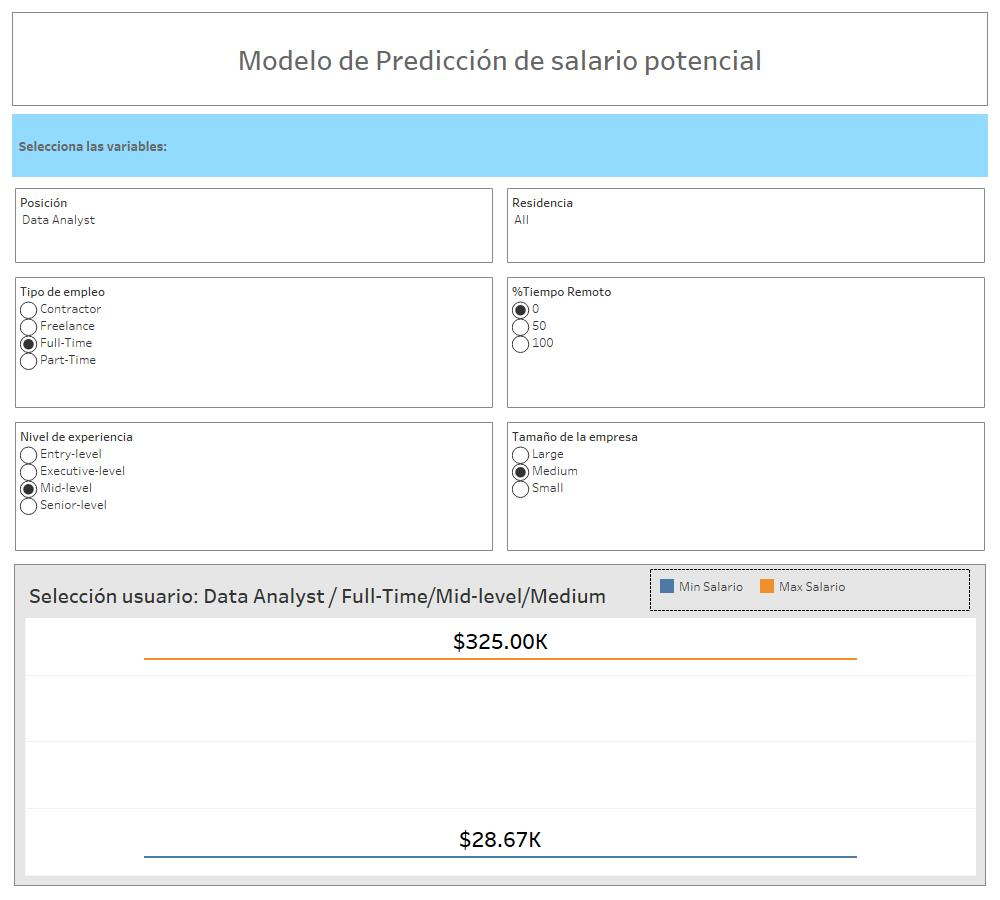 Modelo de Predicción de salario potencial
Selecciona las variables:
Posición
Data Analyst
Residencia
All
Tipo de empleo
Contractor
Freelance
Full-Time
Part-Time
%Tiempo Remoto
0
50
100
Nivel de experiencia
Entry-level
Executive-level
Mid-level
Senior-level
Tamaño de la empresa
Large
Medium
Small
Selección usuario: Data Analyst / Full-Time/Mid-level/Medium
Min Salario Max Salario
$325.00K
$28.67K